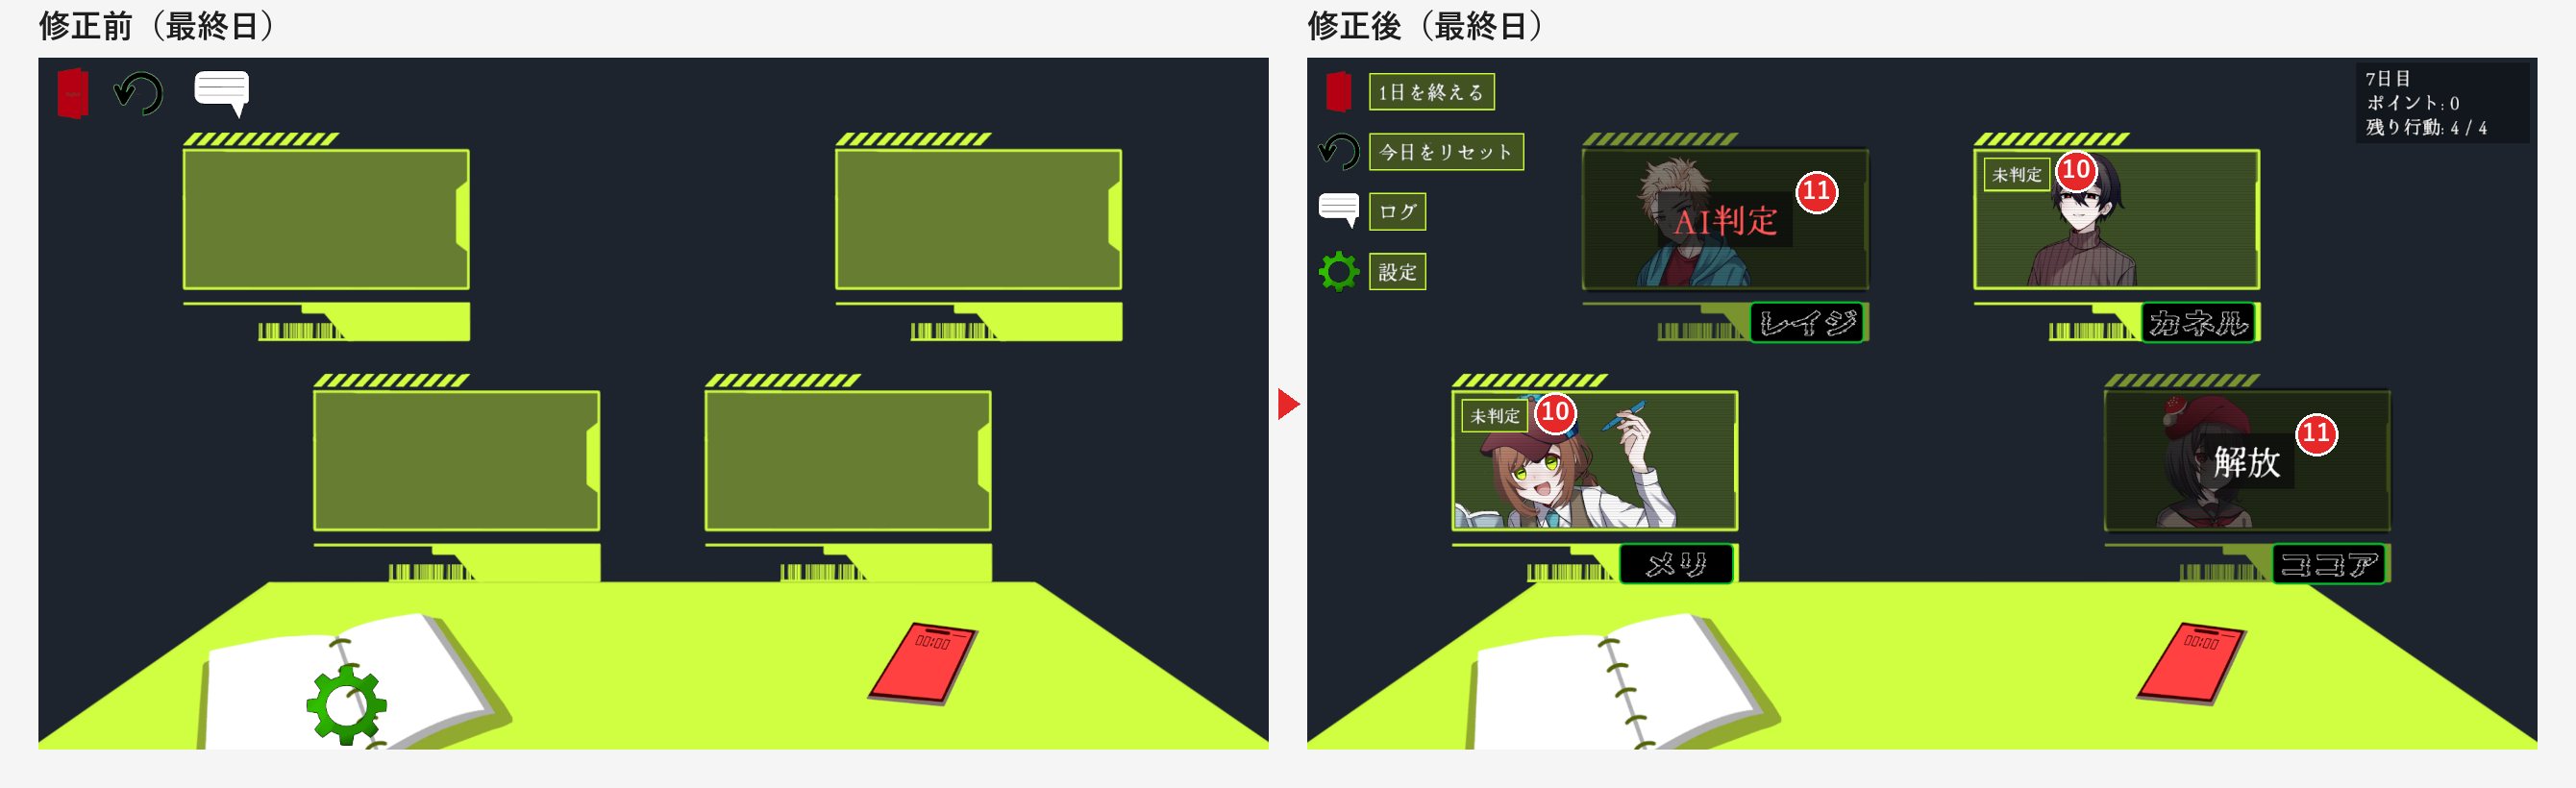 修正前（最終日）
00:00
修正後（最終日）
1日を終える
今日をリセット
ログ
設定
7日目
ポイント: 0
残り行動: 4 / 4
AI判定
11
レイジ
未判定
10
カネル
未判定
10
メリ
解放
11
ココア
00:00